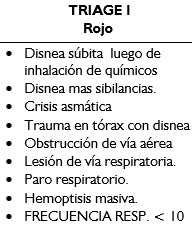 TRIAGE I
Rojo
• Disnea súbita luego de
inhalación de químicos
• Disnea mas sibilancias.
• Crisis asmática
• Trauma en tórax con disnea
• Obstrucción de vía aérea
• Lesión de vía respiratoria.
• Paro respiratorio.
• Hemoptisis masiva.
• FRECUENCIA RESP. < 10